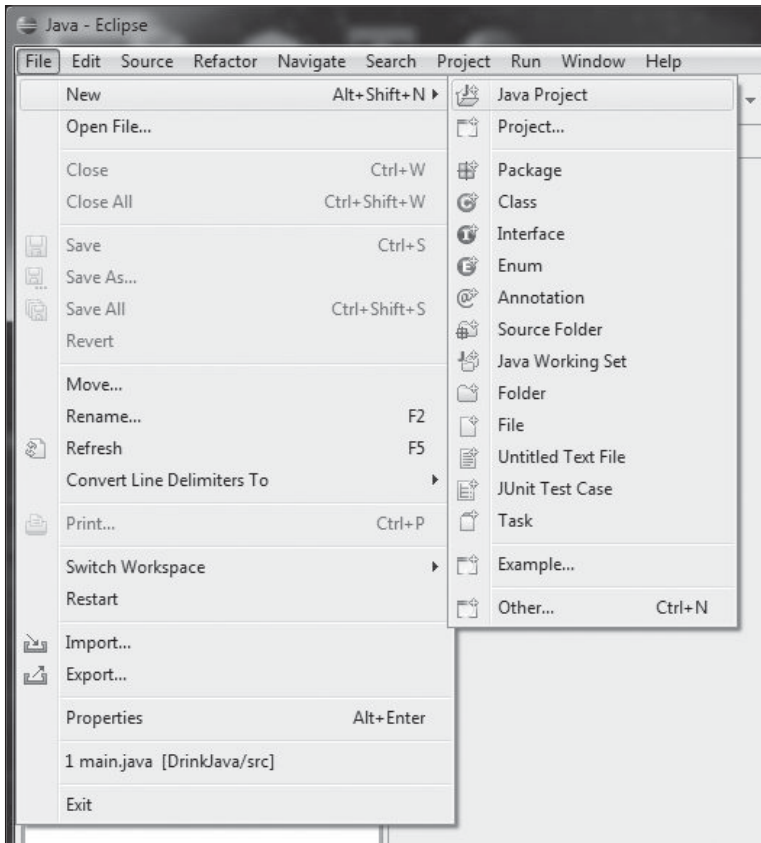 Java - Eclipse
File Edit Source Refactor Navigate Search Project Run Window Help
New Alt+Shift+N
Open File...
Close Ctrl+W
Close All Ctrl+Shift+W
Save Ctrl+S
Save As...
Save All Ctrl+Shift+S
Revert
Move...
Rename... F2
Refresh F5
Convert Line Delimiters To
Print... Ctrl+P
Switch Workspace
Restart
Import...
Export...
Properties Alt+Enter
1 main.java [DrinkJava/src]
Exit
Java Project
Project...
Package
Class
Interface
Enum
Annotation
Source Folder
Java Working Set
Folder
File
Untitled Text File
JUnit Test Case
Task
Example...
Other... Ctrl+N